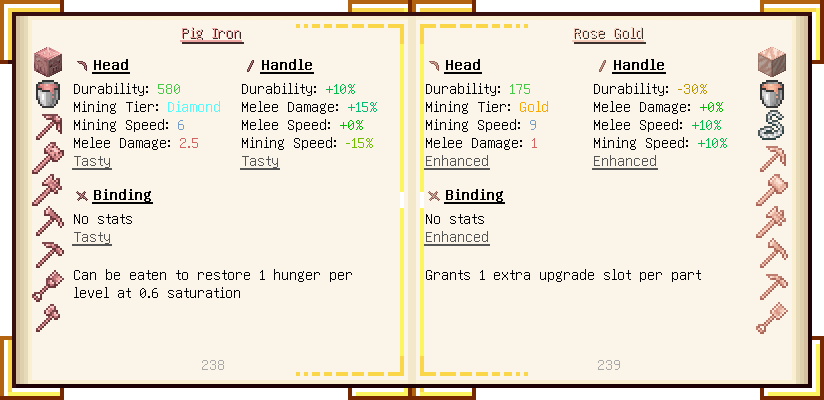 Pig Iron
Head
Durability: 580
Mining Tier: Diamond
Mining Speed: 6
Melee Damage: 2.5
Tasty
Handle
Durability: +10%
Melee Damage: +15%
Melee Speed: +0%
Mining Speed: -15%
Tasty
Binding
No stats
Tasty
Can be eaten to restore 1 hunger per
level at 0.6 saturation
238
Rose Gold
Head
Durability: 175
Mining Tier: Gold
Mining Speed: 9
Melee Damage: 1
Enhanced
Handle
Durability: -30%
Melee Damage: +0%
Melee Speed: +10%
Mining Speed: +10%
Enhanced
Binding
No stats
Enhanced
Grants 1 extra upgrade slot per part
239